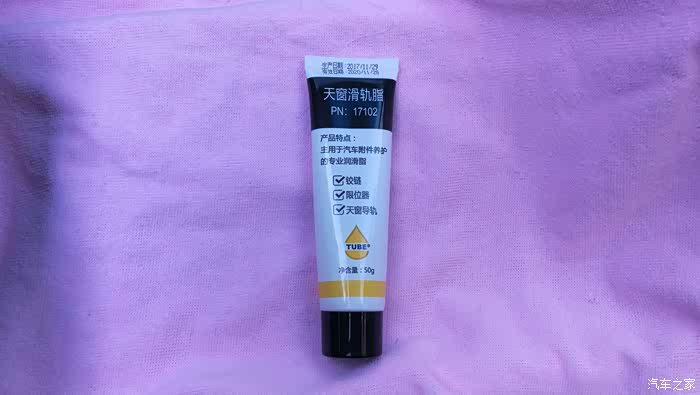 生产日期 2017/11/29
有效日期: 2020/11/29
天窗滑轨脂
PN: 17102
产品特点：
主用于汽车附件养护
的专业润滑脂
铰链
限位器
天窗导轨
TUBE®
净含量：50g
汽车之家